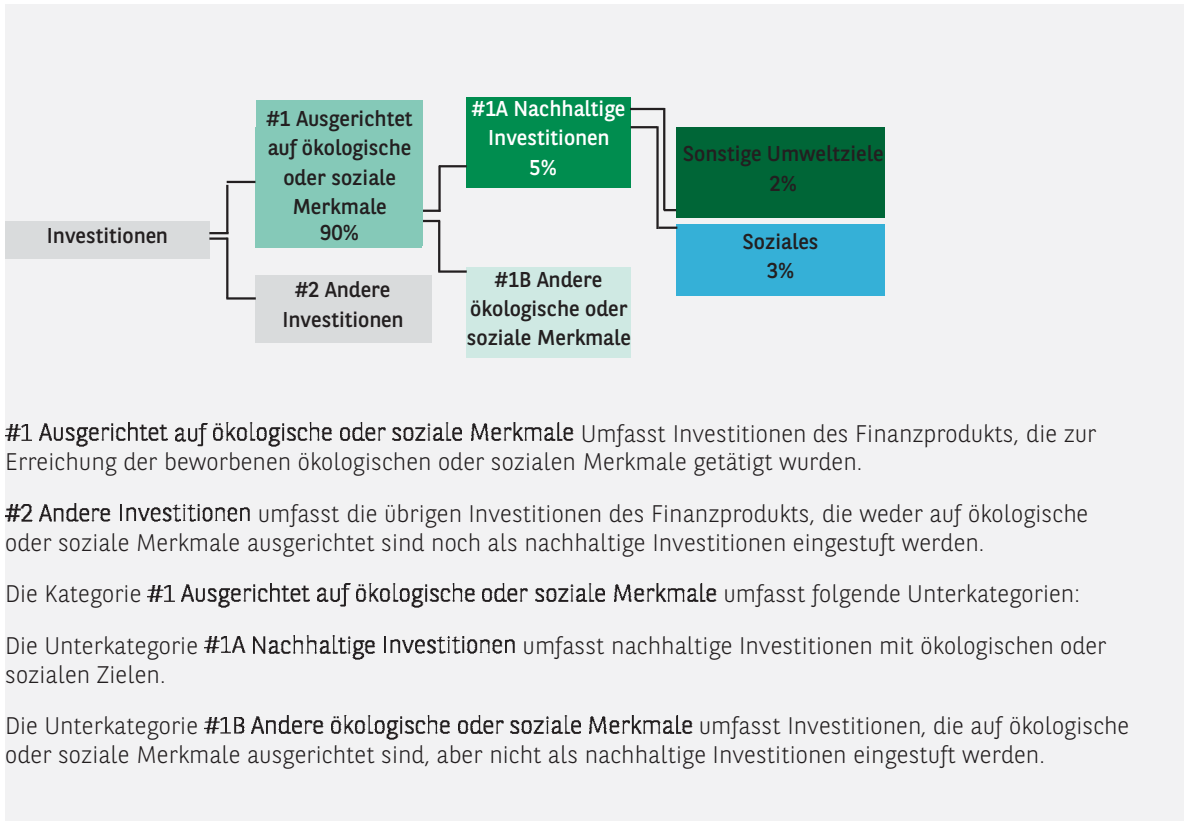 Investitionen
#1 Ausgerichtet
auf ökologische
oder soziale
Merkmale
90%
#2 Andere
Investitionen
#1A Nachhaltige
Investitionen
5%
#1B Andere
ökologische oder
soziale Merkmale
Sonstige Umweltziele
2%
Soziales
3%
#1 Ausgerichtet auf ökologische oder soziale Merkmale Umfasst Investitionen des Finanzprodukts, die zur
Erreichung der beworbenen ökologischen oder sozialen Merkmale getätigt wurden.
#2 Andere Investitionen umfasst die übrigen Investitionen des Finanzprodukts, die weder auf ökologische
oder soziale Merkmale ausgerichtet sind noch als nachhaltige Investitionen eingestuft werden.
Die Kategorie #1 Ausgerichtet auf ökologische oder soziale Merkmale umfasst folgende Unterkategorien:
Die Unterkategorie #1A Nachhaltige Investitionen umfasst nachhaltige Investitionen mit ökologischen oder
sozialen Zielen.
Die Unterkategorie #1B Andere ökologische oder soziale Merkmale umfasst Investitionen, die auf ökologische
oder soziale Merkmale ausgerichtet sind, aber nicht als nachhaltige Investitionen eingestuft werden.